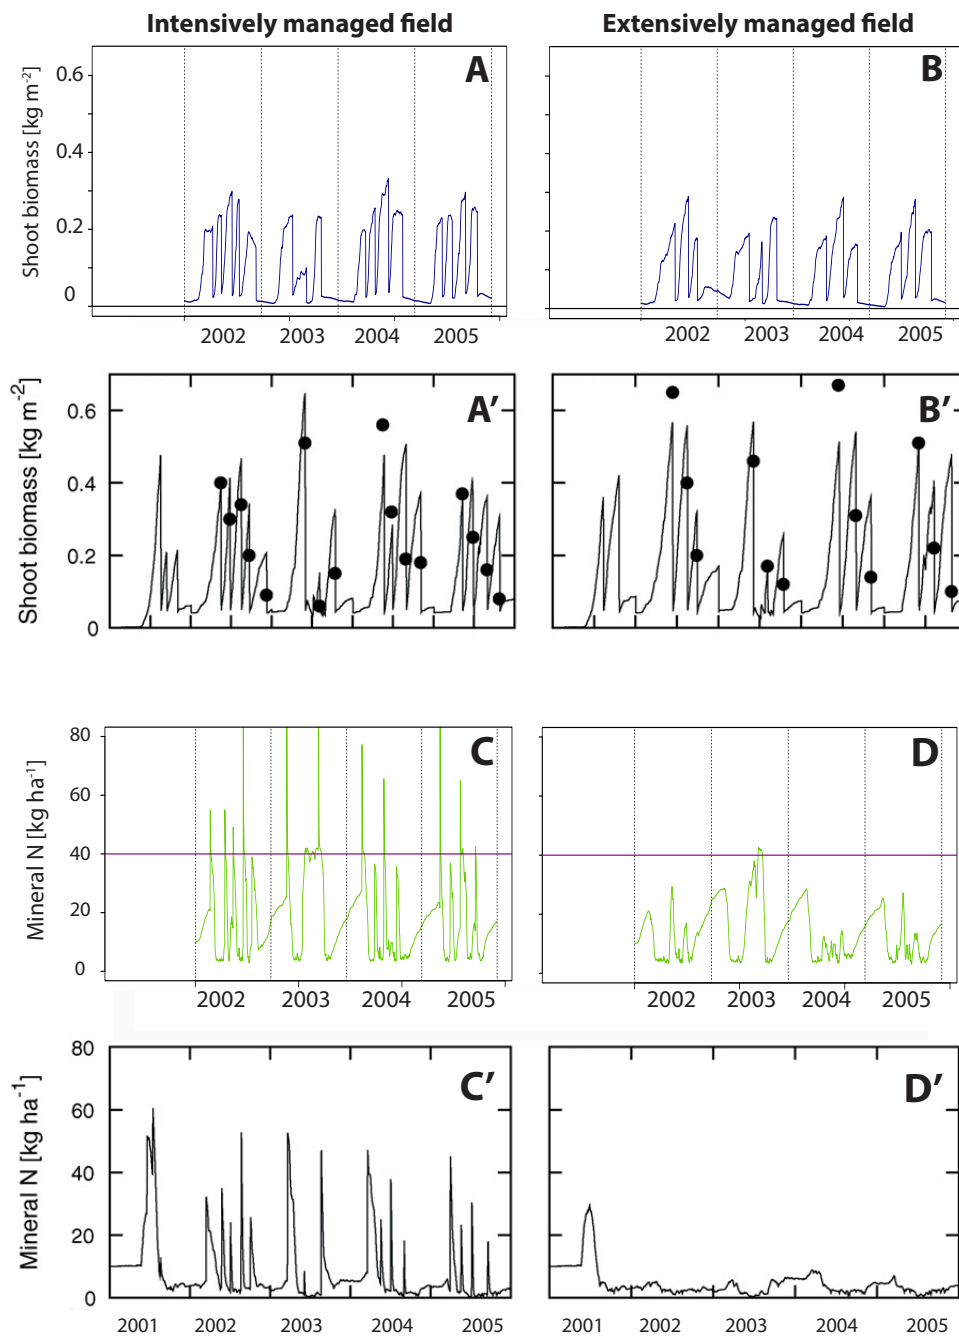 Intensively managed field Extensively managed field
A B
Shoot biomass [kg m-2]
0.6
0.4
0.2
0
2002 2003 2004 2005 2002 2003 2004 2005
A′ B′
Shoot biomass [kg m-2]
0.6
0.4
0.2
0
C D
Mineral N [kg ha-1]
80
60
40
20
0
2002 2003 2004 2005 2002 2003 2004 2005
C′ D′
Mineral N [kg ha-1]
80
60
40
20
0
2001 2002 2003 2004 2005 2001 2002 2003 2004 2005